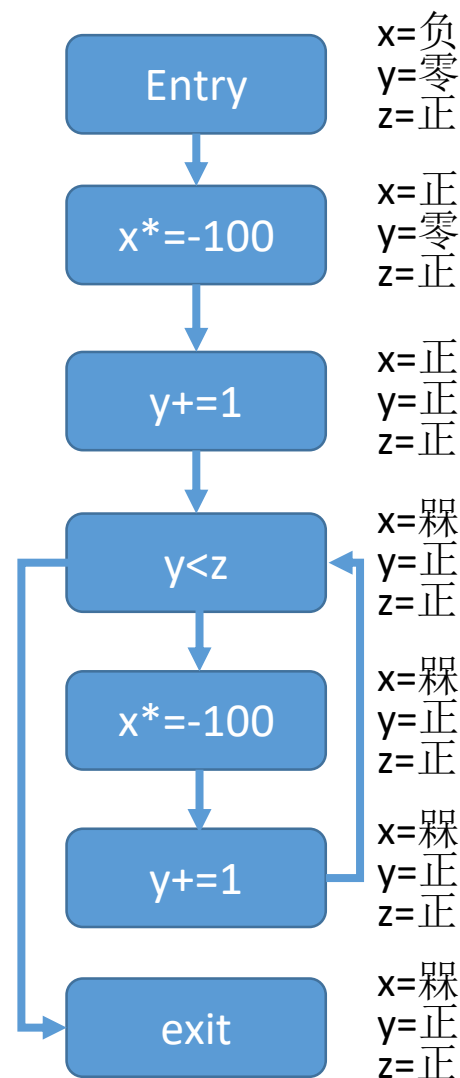 Entry
x=负
y=零
z=正
x*=-100
x=正
y=零
z=正
y+=1
x=正
y=正
z=正
y<z
x=槑
y=正
z=正
x*=-100
x=槑
y=正
z=正
y+=1
x=槑
y=正
z=正
exit
x=槑
y=正
z=正